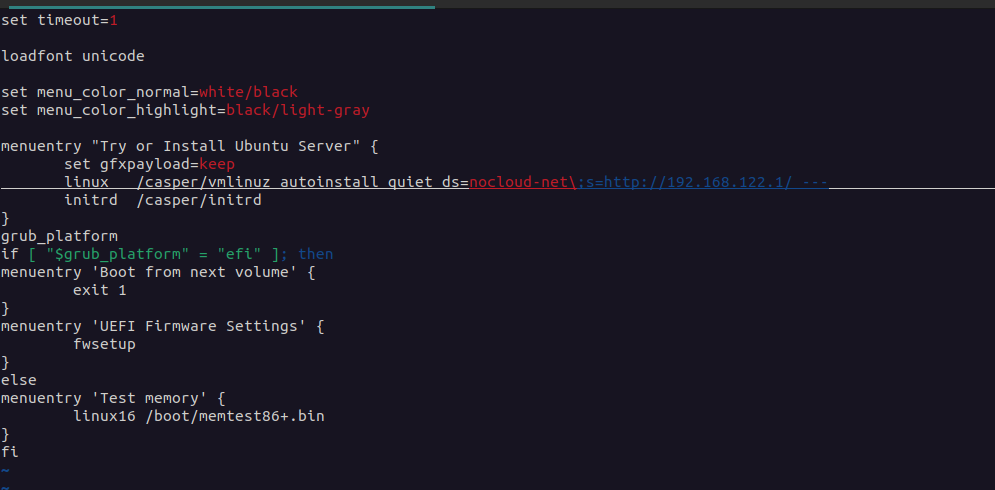 set timeout=1
loadfont unicode
set menu_color_normal=white/black
set menu_color_highlight=black/light-gray
menuentry "Try or Install Ubuntu Server" {
set gfxpayload=keep
linux /casper/vmlinuz autoinstall quiet ds=nocloud-net\;s=http://192.168.122.1/ ---
initrd /casper/initrd
}
grub_platform
if [ "$grub_platform" = "efi" ]; then
menuentry 'Boot from next volume' {
exit 1
}
menuentry 'UEFI Firmware Settings' {
fwsetup
}
else
menuentry 'Test memory' {
linux16 /boot/memtest86+.bin
}
fi
~
~